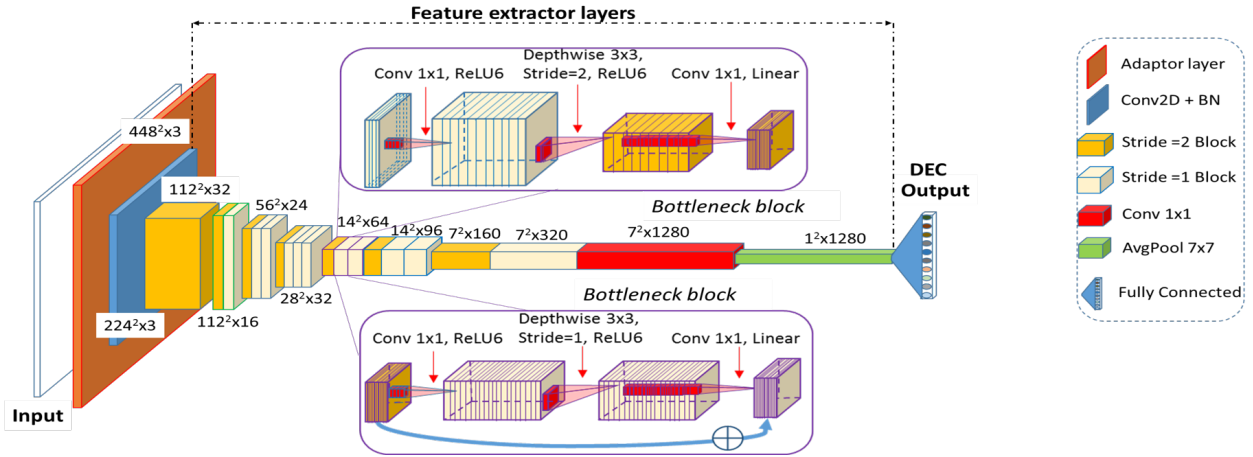 Feature extractor layers
Depthwise 3x3,
Conv 1x1, ReLU6
Stride=2, ReLU6
Conv 1x1, Linear
Adaptor layer
Conv2D + BN
Stride =2 Block
Stride =1 Block
Conv 1x1
AvgPool 7x7
Fully Connected
448²x3
112²x32
56²x24
14²x64
14²x96
7²x160
7²x320
7²x1280
1²x1280
DEC
Output
Bottleneck block
224²x3
112²x16
28²x32
Bottleneck block
Depthwise 3x3,
Conv 1x1, ReLU6
Stride=1, ReLU6
Conv 1x1, Linear
Input